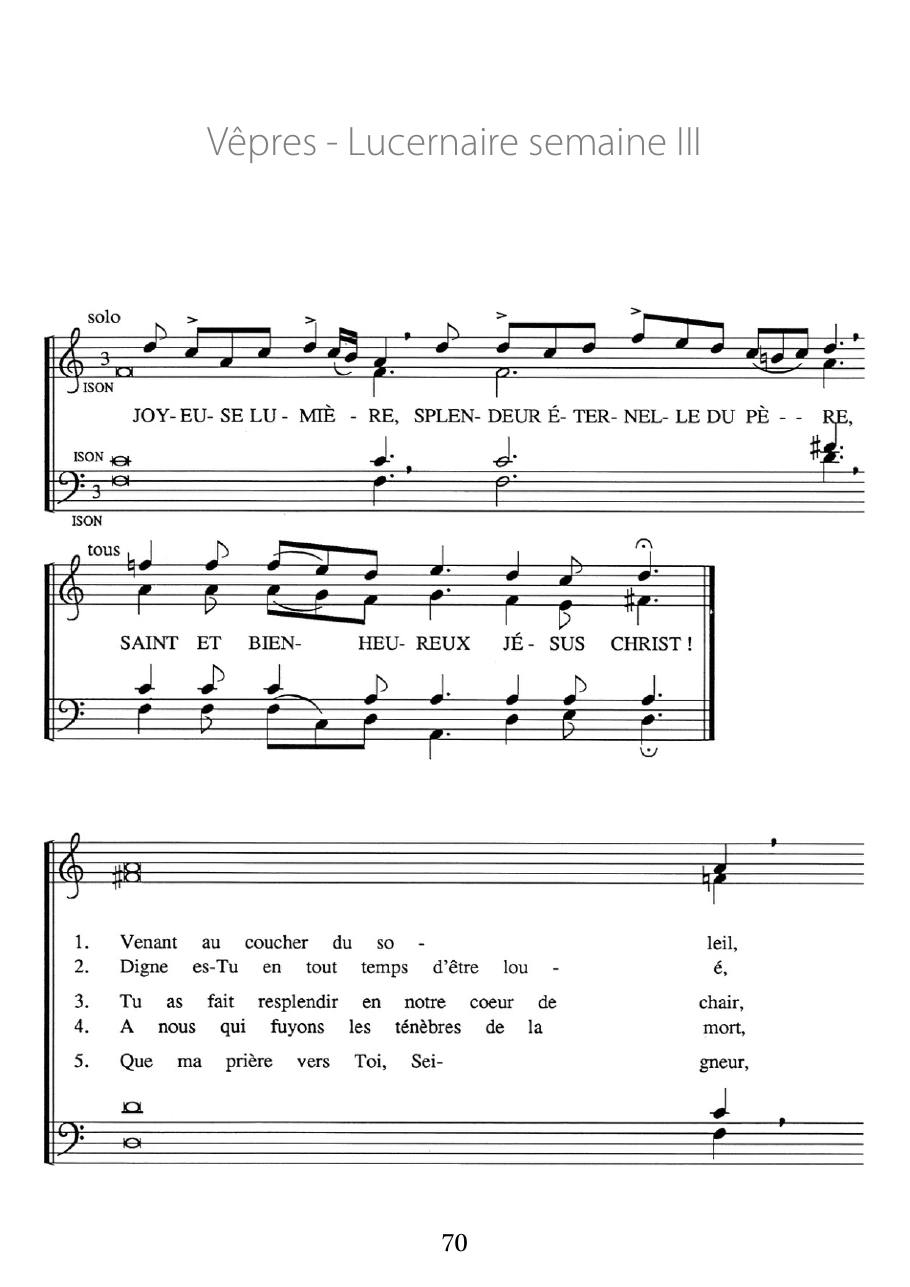 Vêpres - Lucernaire semaine III
solo
3
ISON
JOY- EU- SE LU - MIÈ - RE, SPLEN- DEUR É- TER- NEL- LE DU PÈ - - RE,
ISON
3
ISON
tous
SAINT ET BIEN- HEU- REUX JÉ - SUS CHRIST !
1. Venant au coucher du so - leil,
2. Digne es-Tu en tout temps d'être lou - é,
3. Tu as fait resplendir en notre coeur de chair,
4. A nous qui fuyons les ténèbres de la mort,
5. Que ma prière vers Toi, Sei- gneur,
70